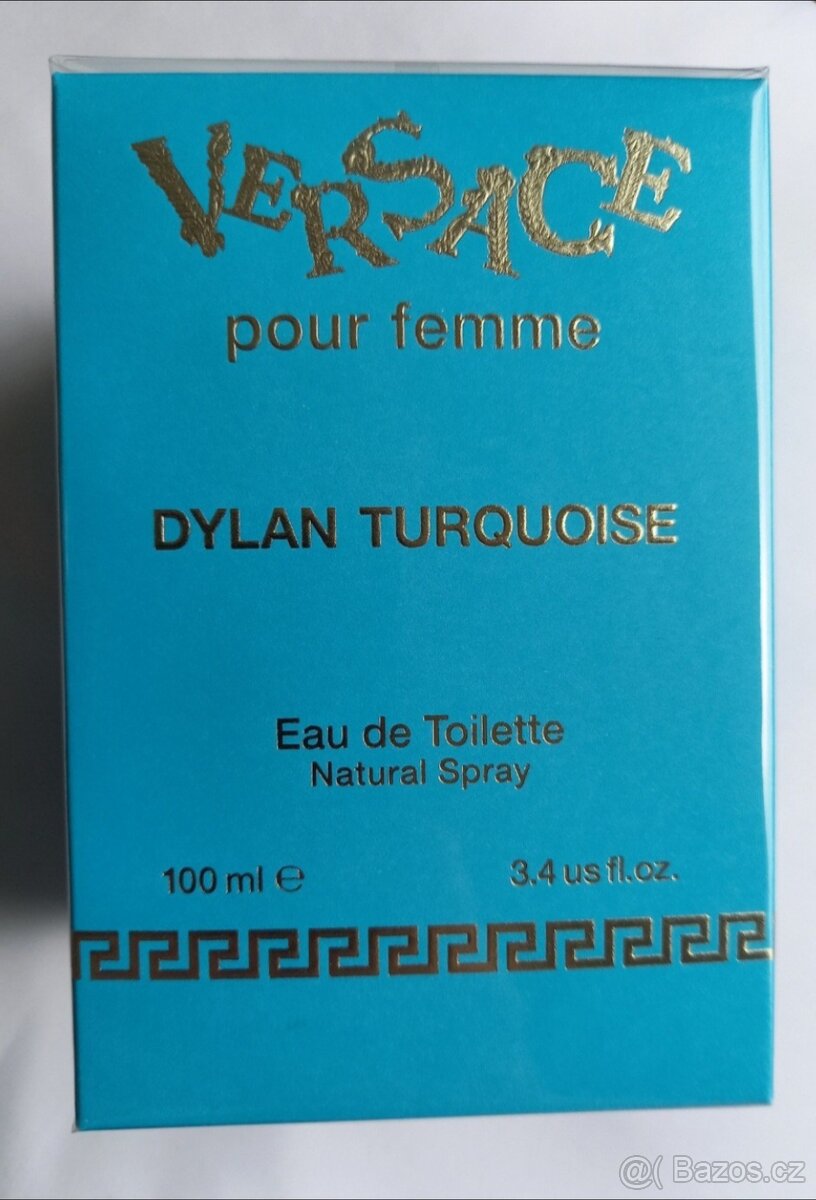 VERSACE
pour femme
DYLAN TURQUOISE
Eau de Toilette
Natural Spray
100 ml ℮
3.4 us fl.oz.
@( Bazos.cz